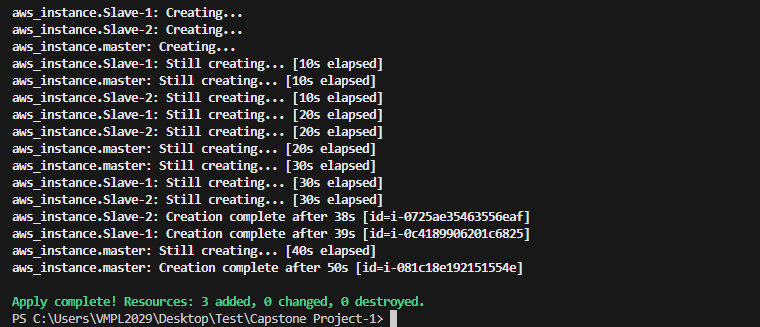 aws_instance.Slave-1: Creating...
aws_instance.Slave-2: Creating...
aws_instance.master: Creating...
aws_instance.Slave-1: Still creating... [10s elapsed]
aws_instance.master: Still creating... [10s elapsed]
aws_instance.Slave-2: Still creating... [10s elapsed]
aws_instance.Slave-1: Still creating... [20s elapsed]
aws_instance.Slave-2: Still creating... [20s elapsed]
aws_instance.master: Still creating... [20s elapsed]
aws_instance.master: Still creating... [30s elapsed]
aws_instance.Slave-1: Still creating... [30s elapsed]
aws_instance.Slave-2: Still creating... [30s elapsed]
aws_instance.Slave-2: Creation complete after 38s [id=i-0725ae35463556eaf]
aws_instance.Slave-1: Creation complete after 39s [id=i-0c4189906201c6825]
aws_instance.master: Still creating... [40s elapsed]
aws_instance.master: Creation complete after 50s [id=i-081c18e192151554e]
Apply complete! Resources: 3 added, 0 changed, 0 destroyed.
PS C:\Users\VMPL2029\Desktop\Test\Capstone Project-1>